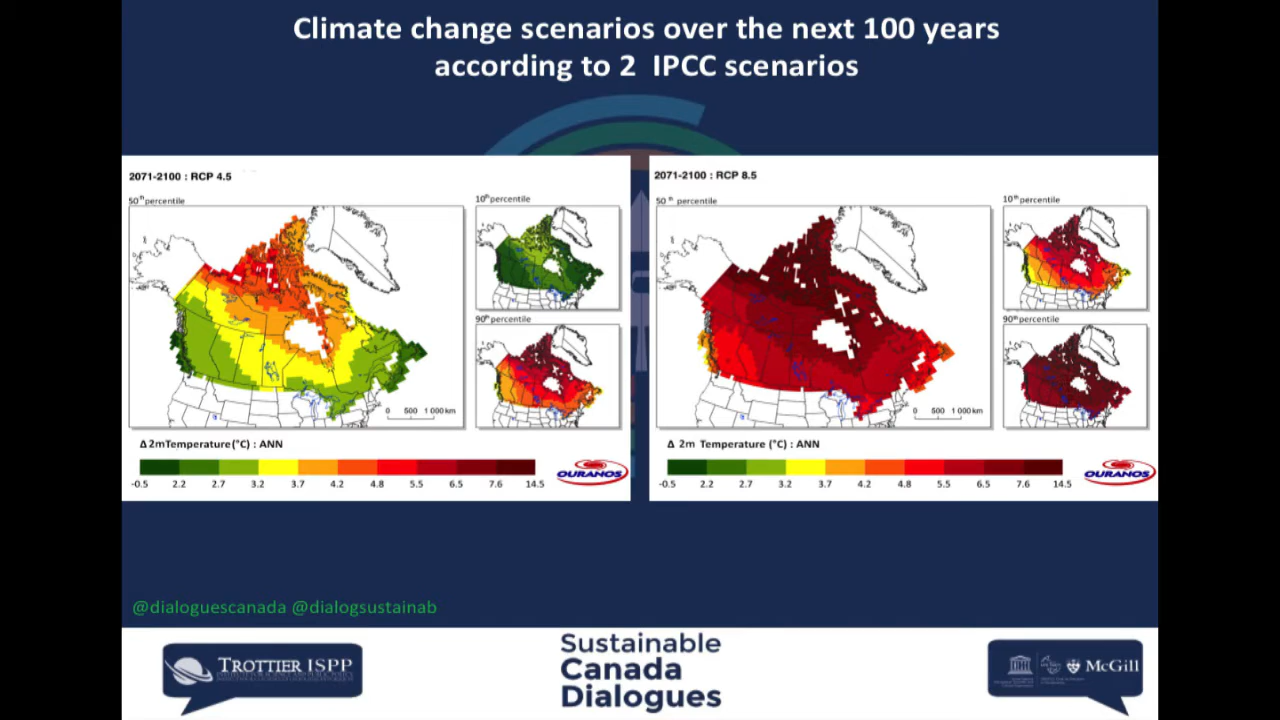 Climate change scenarios over the next 100 years
according to 2 IPCC scenarios
2071-2100 : RCP 4.5
50th percentile
10th percentile
90th percentile
0 500 1 000 km
Δ 2mTemperature (°C) : ANN
-0.5 2.2 2.7 3.2 3.7 4.2 4.8 5.5 6.5 7.6 14.5
OURANOS
2071-2100 : RCP 8.5
50th percentile
10th percentile
90th percentile
0 500 1 000 km
Δ 2m Temperature (°C) : ANN
-0.5 2.2 2.7 3.2 3.7 4.2 4.8 5.5 6.5 7.6 14.5
OURANOS
@dialoguescanada @dialogsustainab
TROTTIER ISPP
Sustainable
Canada
Dialogues
McGill